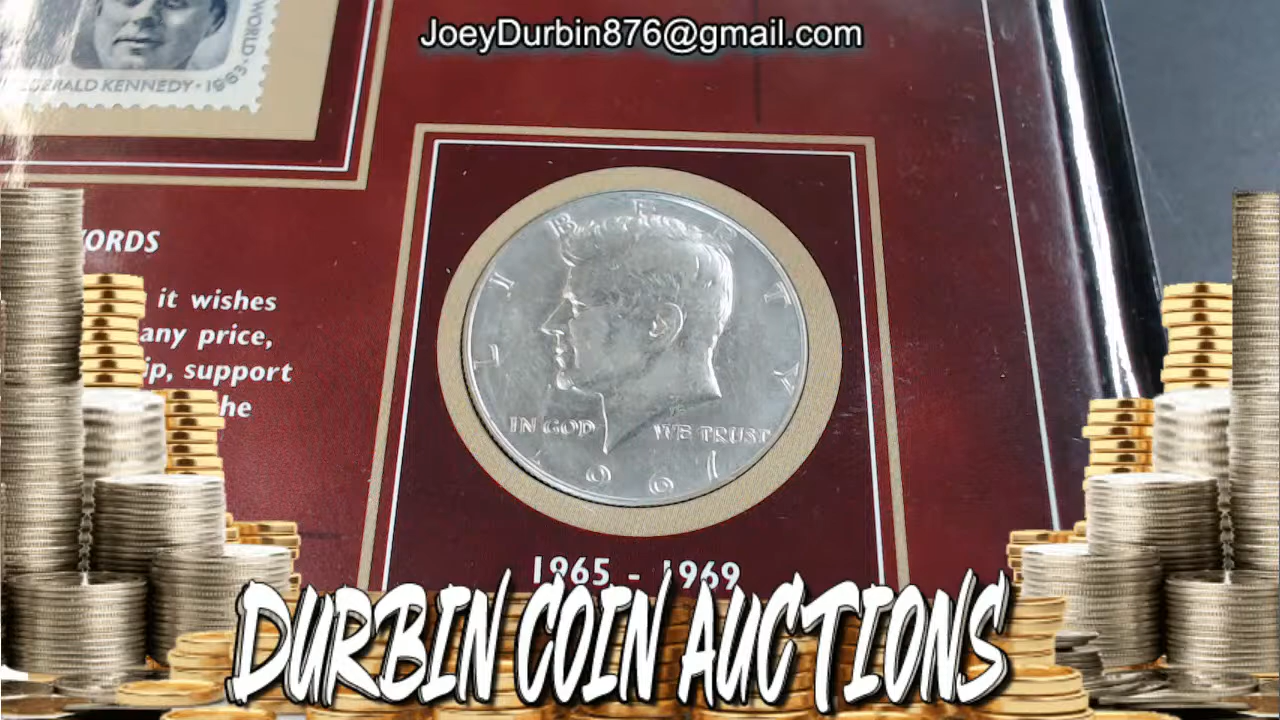 JoeyDurbin876@gmail.com
WORLD
GERALD KENNEDY · 1963 ·
ORDS
it wishes
any price,
ip, support
he
LIBERTY
IN GOD WE TRUST
1967
1965 - 1969
DURBIN COIN AUCTIONS